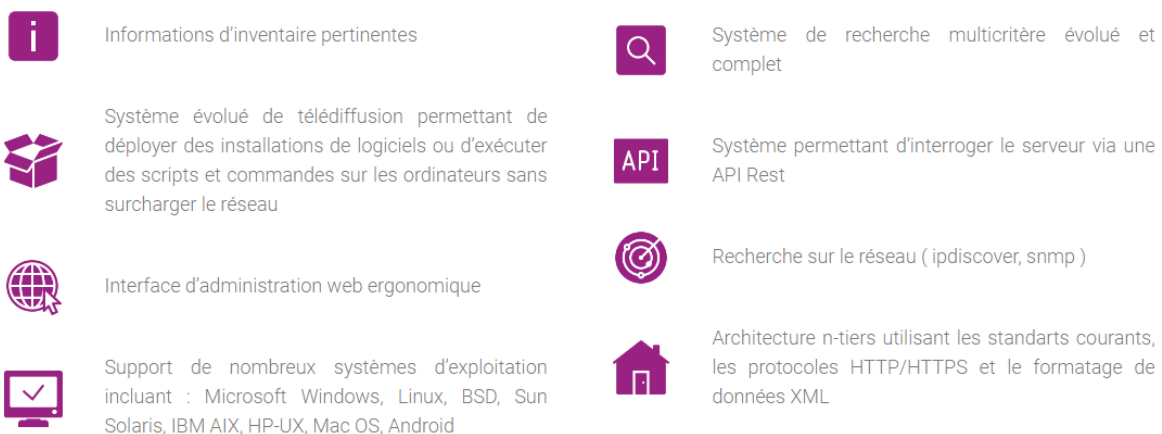 Informations d'inventaire pertinentes
Système évolué de télédiffusion permettant de
déployer des installations de logiciels ou d'exécuter
des scripts et commandes sur les ordinateurs sans
surcharger le réseau
Interface d'administration web ergonomique
Support de nombreux systèmes d'exploitation
incluant : Microsoft Windows, Linux, BSD, Sun
Solaris, IBM AIX, HP-UX, Mac OS, Android
Système de recherche multicritère évolué et
complet
API
Système permettant d'interroger le serveur via une
API Rest
Recherche sur le réseau ( ipdiscover, snmp )
Architecture n-tiers utilisant les standarts courants,
les protocoles HTTP/HTTPS et le formatage de
données XML